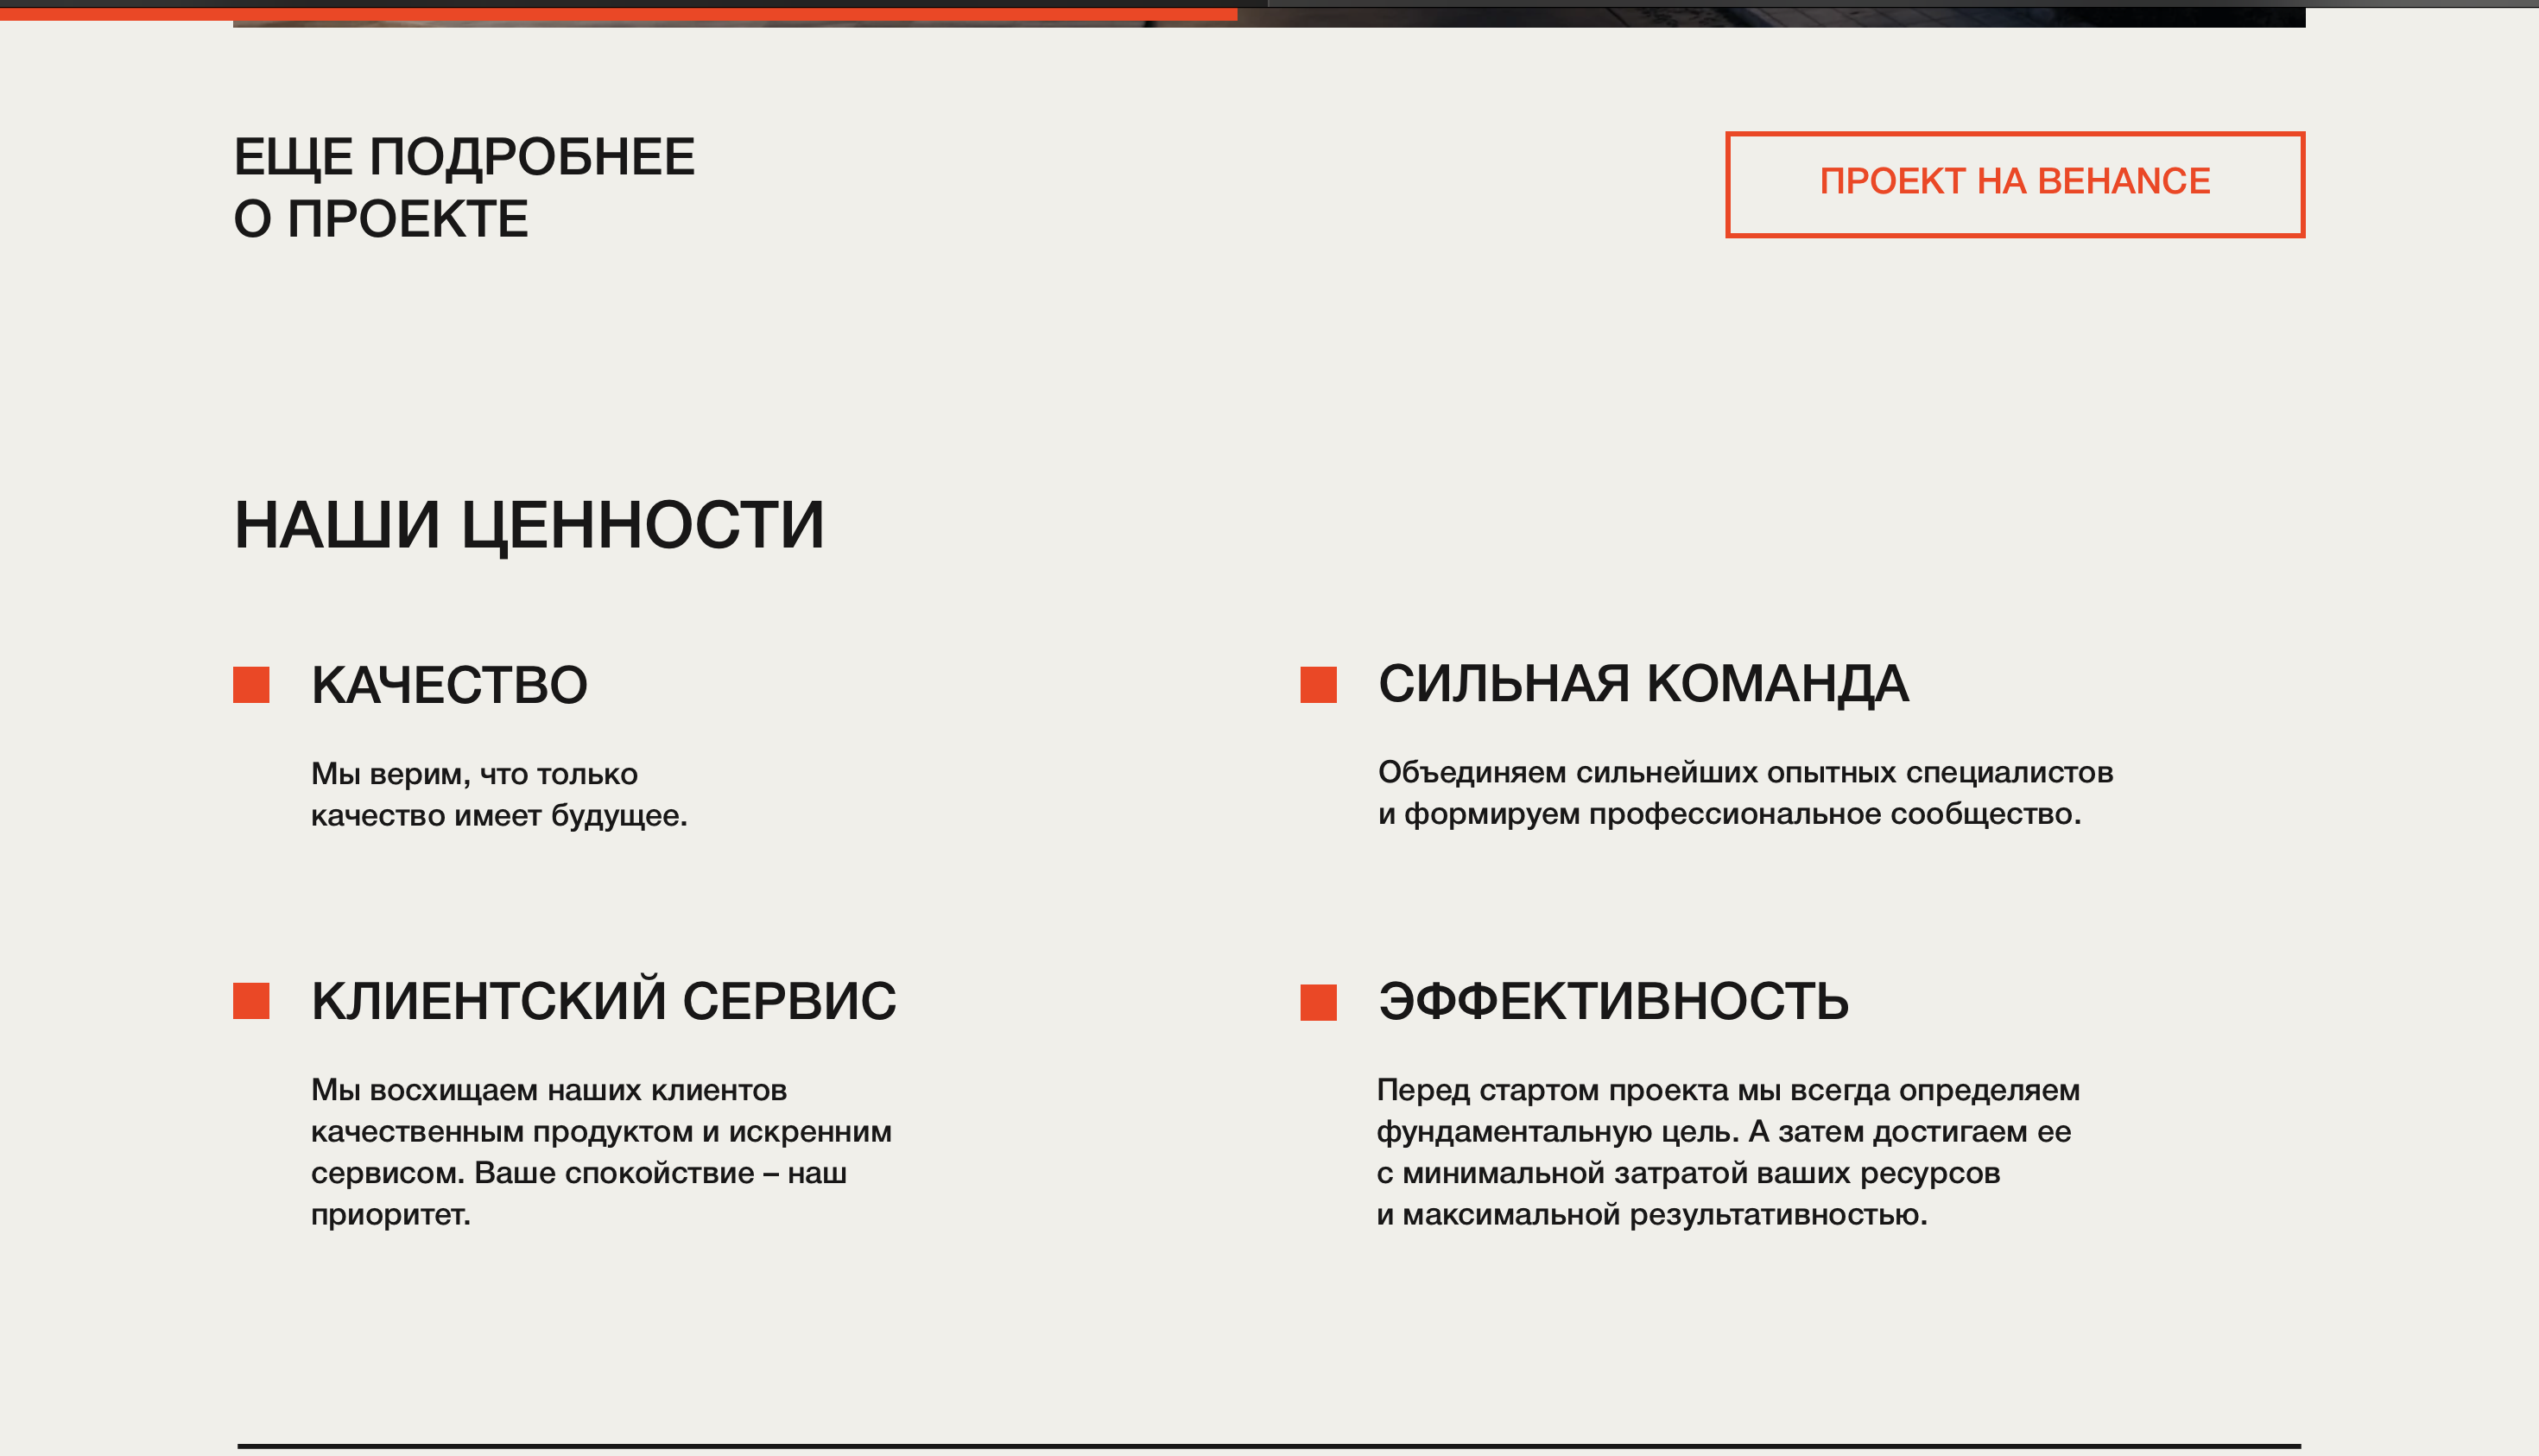 ЕЩЕ ПОДРОБНЕЕ
О ПРОЕКТЕ
ПРОЕКТ НА BEHANCE
НАШИ ЦЕННОСТИ
КАЧЕСТВО
Мы верим, что только
качество имеет будущее.
СИЛЬНАЯ КОМАНДА
Объединяем сильнейших опытных специалистов
и формируем профессиональное сообщество.
КЛИЕНТСКИЙ СЕРВИС
Мы восхищаем наших клиентов
качественным продуктом и искренним
сервисом. Ваше спокойствие – наш
приоритет.
ЭФФЕКТИВНОСТЬ
Перед стартом проекта мы всегда определяем
фундаментальную цель. А затем достигаем ее
с минимальной затратой ваших ресурсов
и максимальной результативностью.